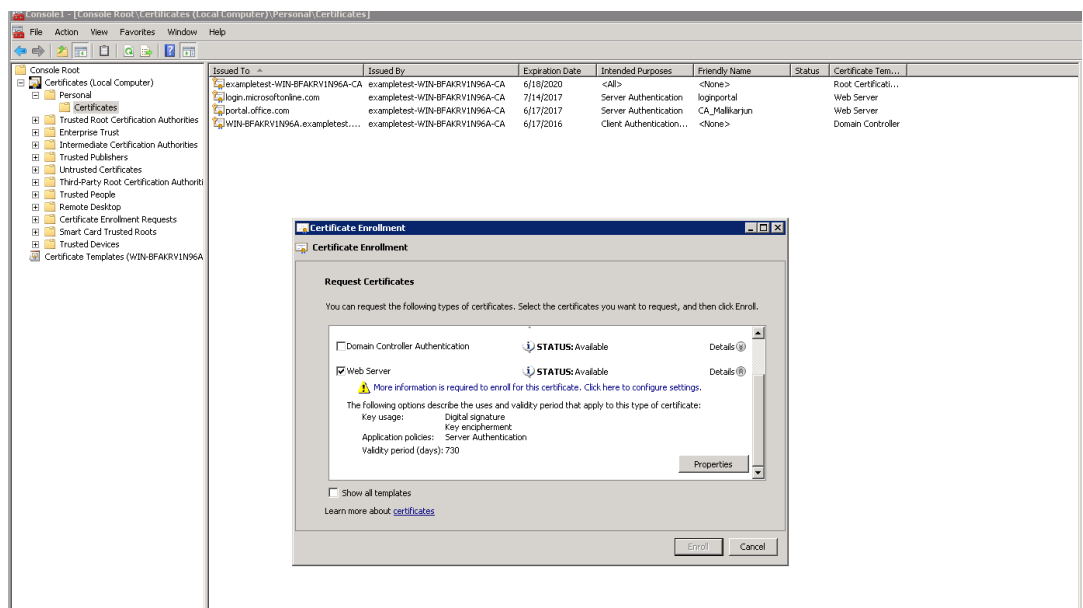 Console1 - [Console Root\Certificates (Local Computer)\Personal\Certificates]
File Action View Favorites Window Help
Console Root
Certificates (Local Computer)
Personal
Certificates
Trusted Root Certification Authorities
Enterprise Trust
Intermediate Certification Authorities
Trusted Publishers
Untrusted Certificates
Third-Party Root Certification Authoriti
Trusted People
Remote Desktop
Certificate Enrollment Requests
Smart Card Trusted Roots
Trusted Devices
Certificate Templates (WIN-BFAKRV1N96A
Issued To Issued By Expiration Date Intended Purposes Friendly Name Status Certificate Tem...
exampletest-WIN-BFAKRV1N96A-CA exampletest-WIN-BFAKRV1N96A-CA 6/18/2020 <All> <None> Root Certificati...
login.microsoftonline.com exampletest-WIN-BFAKRV1N96A-CA 7/14/2017 Server Authentication loginportal Web Server
portal.office.com exampletest-WIN-BFAKRV1N96A-CA 6/17/2017 Server Authentication CA_Mallikarjun Web Server
WIN-BFAKRV1N96A.exampletest.... exampletest-WIN-BFAKRV1N96A-CA 6/17/2016 Client Authentication... <None> Domain Controller
Certificate Enrollment
Certificate Enrollment
Request Certificates
You can request the following types of certificates. Select the certificates you want to request, and then click Enroll.
Domain Controller Authentication STATUS: Available Details
Web Server STATUS: Available Details
More information is required to enroll for this certificate. Click here to configure settings.
The following options describe the uses and validity period that apply to this type of certificate:
Key usage: Digital signature
Key encipherment
Application policies: Server Authentication
Validity period (days): 730
Properties
Show all templates
Learn more about certificates
Enroll Cancel